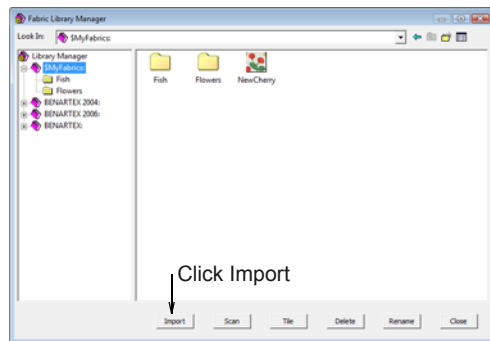 Fabric Library Manager
Look In: $MyFabrics:
Library Manager
$MyFabrics:
Fish
Flowers
BENARTEX 2004:
BENARTEX 2006:
BENARTEX:
Fish Flowers NewCherry
Click Import
Import Scan Tile Delete Rename Close